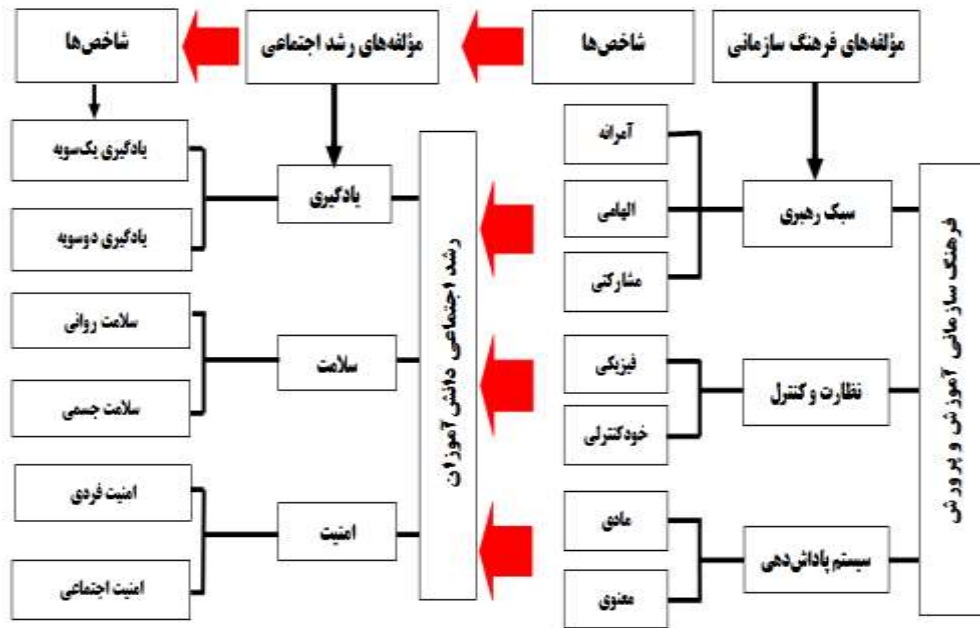 مؤلفه‌های فرهنگ سازمانی
شاخص‌ها
مؤلفه‌های رشد اجتماعی
شاخص‌ها
فرهنگ سازمانی آموزش و پرورش
سبک رهبری
آمرانه
الهامی
مشارکتی
نظارت و کنترل
فیزیکی
خودکنترلی
سیستم پاداش‌دهی
مادی
معنوی
رشد اجتماعی دانش آموزان
یادگیری
یادگیری یک‌سویه
یادگیری دوسویه
سلامت
سلامت روانی
سلامت جسمی
امنیت
امنیت فردی
امنیت اجتماعی